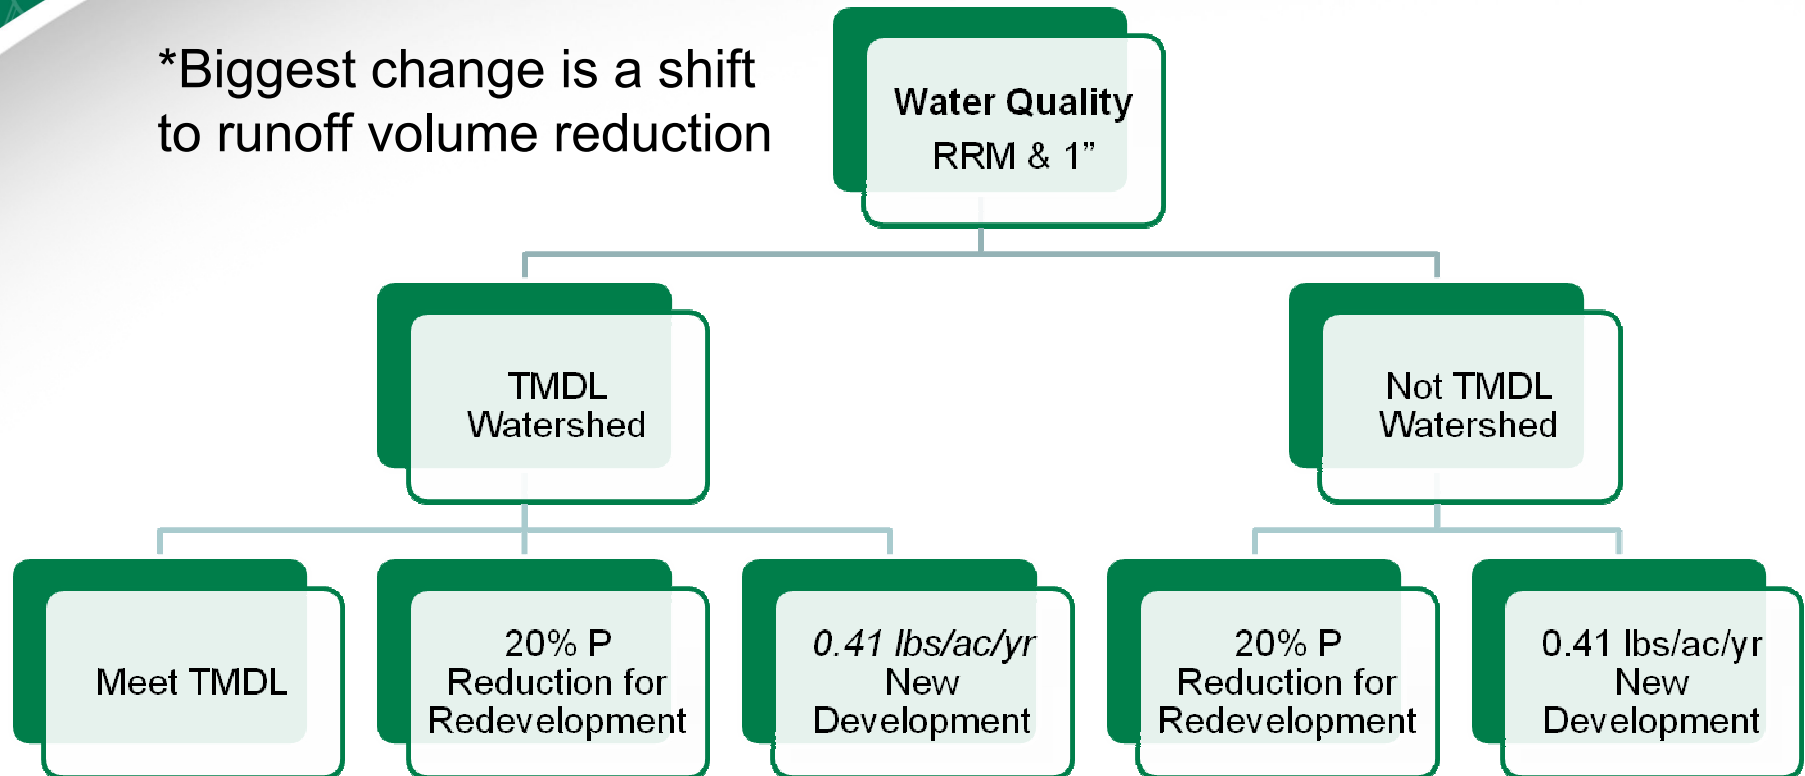 *Biggest change is a shift
to runoff volume reduction
Water Quality
RRM & 1”
TMDL
Watershed
Not TMDL
Watershed
Meet TMDL
20% P
Reduction for
Redevelopment
0.41 lbs/ac/yr
New
Development
20% P
Reduction for
Redevelopment
0.41 lbs/ac/yr
New
Development